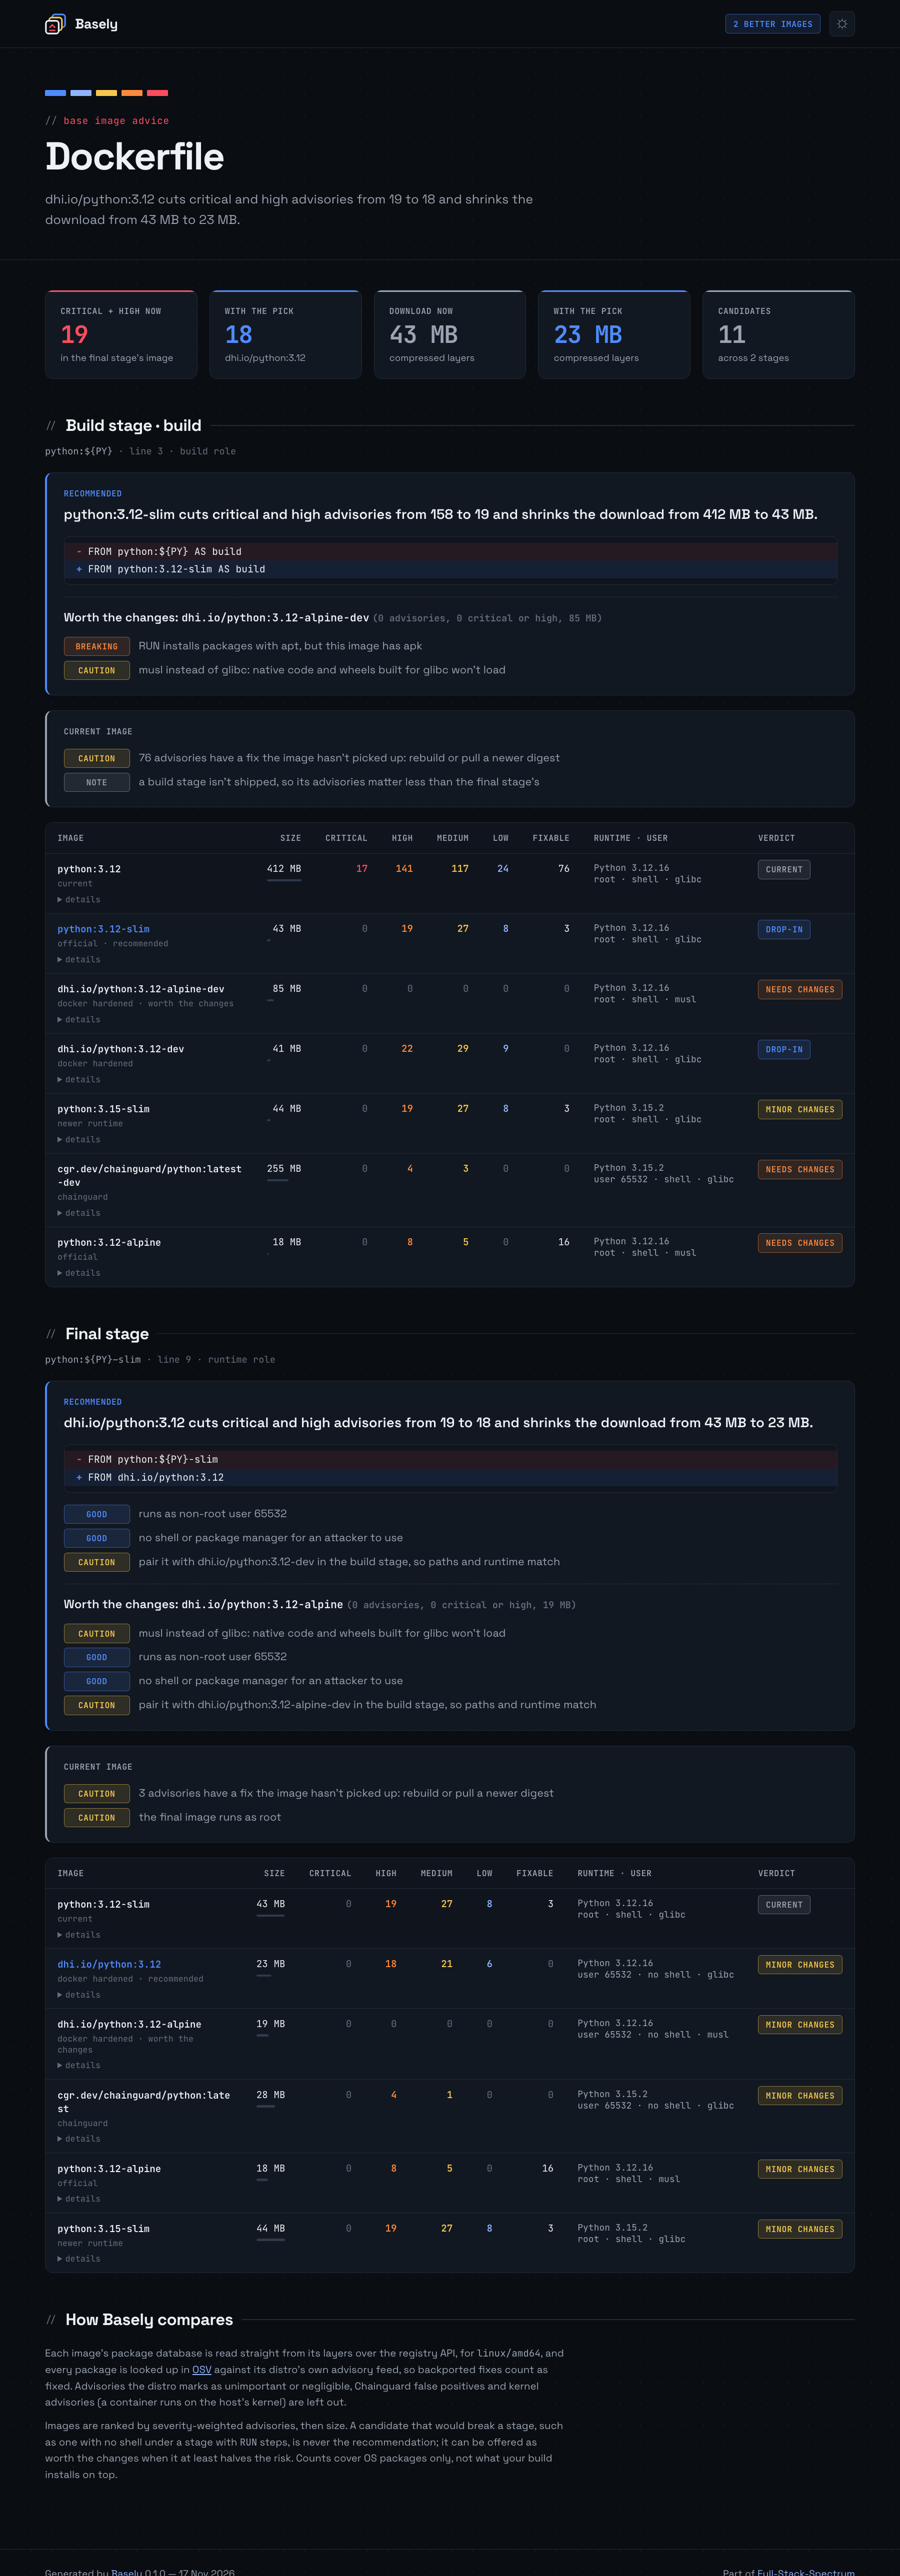 Basely
2 BETTER IMAGES
// base image advice
Dockerfile
dhi.io/python:3.12 cuts critical and high advisories from 19 to 18 and shrinks the
download from 43 MB to 23 MB.
CRITICAL + HIGH NOW
19
in the final stage's image
WITH THE PICK
18
dhi.io/python:3.12
DOWNLOAD NOW
43 MB
compressed layers
WITH THE PICK
23 MB
compressed layers
CANDIDATES
11
across 2 stages
// Build stage · build
python:${PY} · line 3 · build role
RECOMMENDED
python:3.12-slim cuts critical and high advisories from 158 to 19 and shrinks the download from 412 MB to 43 MB.
- FROM python:${PY} AS build
+ FROM python:3.12-slim AS build
Worth the changes: dhi.io/python:3.12-alpine-dev (0 advisories, 0 critical or high, 85 MB)
BREAKING RUN installs packages with apt, but this image has apk
CAUTION musl instead of glibc: native code and wheels built for glibc won't load
CURRENT IMAGE
CAUTION 76 advisories have a fix the image hasn't picked up: rebuild or pull a newer digest
NOTE a build stage isn't shipped, so its advisories matter less than the final stage's
IMAGE SIZE CRITICAL HIGH MEDIUM LOW FIXABLE RUNTIME · USER VERDICT
python:3.12 412 MB 17 141 117 24 76 Python 3.12.16 CURRENT
current root · shell · glibc
▶ details
python:3.12-slim 43 MB 0 19 27 8 3 Python 3.12.16 DROP-IN
official · recommended root · shell · glibc
▶ details
dhi.io/python:3.12-alpine-dev 85 MB 0 0 0 0 0 Python 3.12.16 NEEDS CHANGES
docker hardened · worth the changes root · shell · musl
▶ details
dhi.io/python:3.12-dev 41 MB 0 22 29 9 0 Python 3.12.16 DROP-IN
docker hardened root · shell · glibc
▶ details
python:3.15-slim 44 MB 0 19 27 8 3 Python 3.15.2 MINOR CHANGES
newer runtime root · shell · glibc
▶ details
cgr.dev/chainguard/python:latest 255 MB 0 4 3 0 0 Python 3.15.2 NEEDS CHANGES
-dev user 65532 · shell · glibc
chainguard
▶ details
python:3.12-alpine 18 MB 0 8 5 0 16 Python 3.12.16 NEEDS CHANGES
official root · shell · musl
▶ details
// Final stage
python:${PY}-slim · line 9 · runtime role
RECOMMENDED
dhi.io/python:3.12 cuts critical and high advisories from 19 to 18 and shrinks the download from 43 MB to 23 MB.
- FROM python:${PY}-slim
+ FROM dhi.io/python:3.12
GOOD runs as non-root user 65532
GOOD no shell or package manager for an attacker to use
CAUTION pair it with dhi.io/python:3.12-dev in the build stage, so paths and runtime match
Worth the changes: dhi.io/python:3.12-alpine (0 advisories, 0 critical or high, 19 MB)
CAUTION musl instead of glibc: native code and wheels built for glibc won't load
GOOD runs as non-root user 65532
GOOD no shell or package manager for an attacker to use
CAUTION pair it with dhi.io/python:3.12-alpine-dev in the build stage, so paths and runtime match
CURRENT IMAGE
CAUTION 3 advisories have a fix the image hasn't picked up: rebuild or pull a newer digest
CAUTION the final image runs as root
IMAGE SIZE CRITICAL HIGH MEDIUM LOW FIXABLE RUNTIME · USER VERDICT
python:3.12-slim 43 MB 0 19 27 8 3 Python 3.12.16 CURRENT
current root · shell · glibc
▶ details
dhi.io/python:3.12 23 MB 0 18 21 6 0 Python 3.12.16 MINOR CHANGES
docker hardened · recommended user 65532 · no shell · glibc
▶ details
dhi.io/python:3.12-alpine 19 MB 0 0 0 0 0 Python 3.12.16 MINOR CHANGES
docker hardened · worth the user 65532 · no shell · musl
changes
▶ details
cgr.dev/chainguard/python:late 28 MB 0 4 1 0 0 Python 3.15.2 MINOR CHANGES
st user 65532 · no shell · glibc
chainguard
▶ details
python:3.12-alpine 18 MB 0 8 5 0 16 Python 3.12.16 MINOR CHANGES
official root · shell · musl
▶ details
python:3.15-slim 44 MB 0 19 27 8 3 Python 3.15.2 MINOR CHANGES
newer runtime root · shell · glibc
▶ details
// How Basely compares
Each image's package database is read straight from its layers over the registry API, for linux/amd64, and
every package is looked up in OSV against its distro's own advisory feed, so backported fixes count as
fixed. Advisories the distro marks as unimportant or negligible, Chainguard false positives and kernel
advisories (a container runs on the host's kernel) are left out.
Images are ranked by severity-weighted advisories, then size. A candidate that would break a stage, such
as one with no shell under a stage with RUN steps, is never the recommendation; it can be offered as
worth the changes when it at least halves the risk. Counts cover OS packages only, not what your build
installs on top.
Generated by Basely 0.1.0 — 17 Nov 2026
Part of Full-Stack-Spectrum